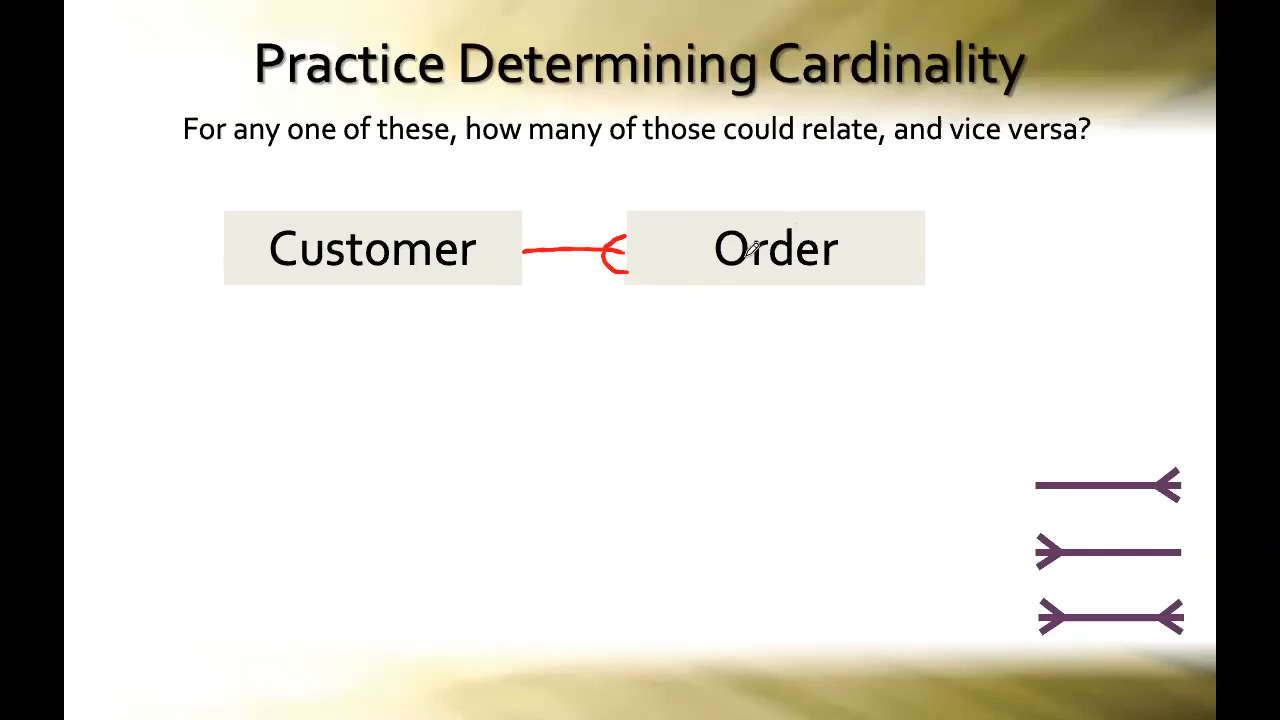 Practice Determining Cardinality
For any one of these, how many of those could relate, and vice versa?
Customer
Order